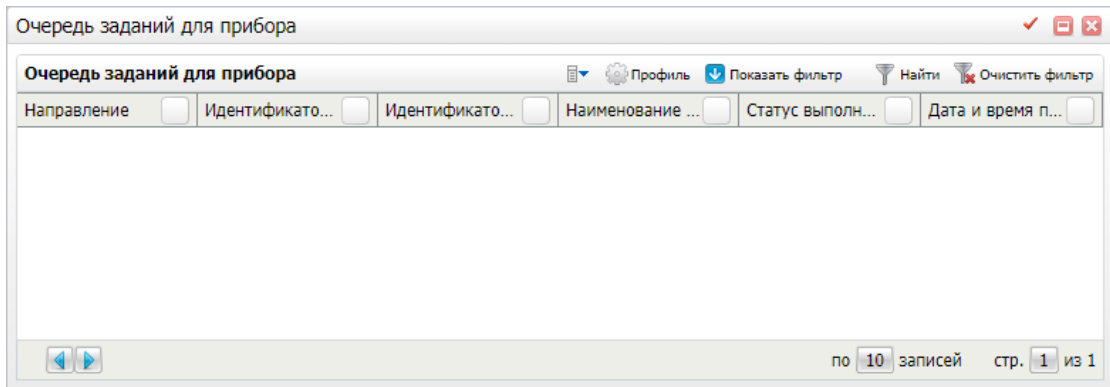 Очередь заданий для прибора
Очередь заданий для прибора Профиль Показать фильтр Найти Очистить фильтр
Направление Идентификато... Идентификато... Наименование ... Статус выполн... Дата и время п...
по 10 записей стр. 1 из 1